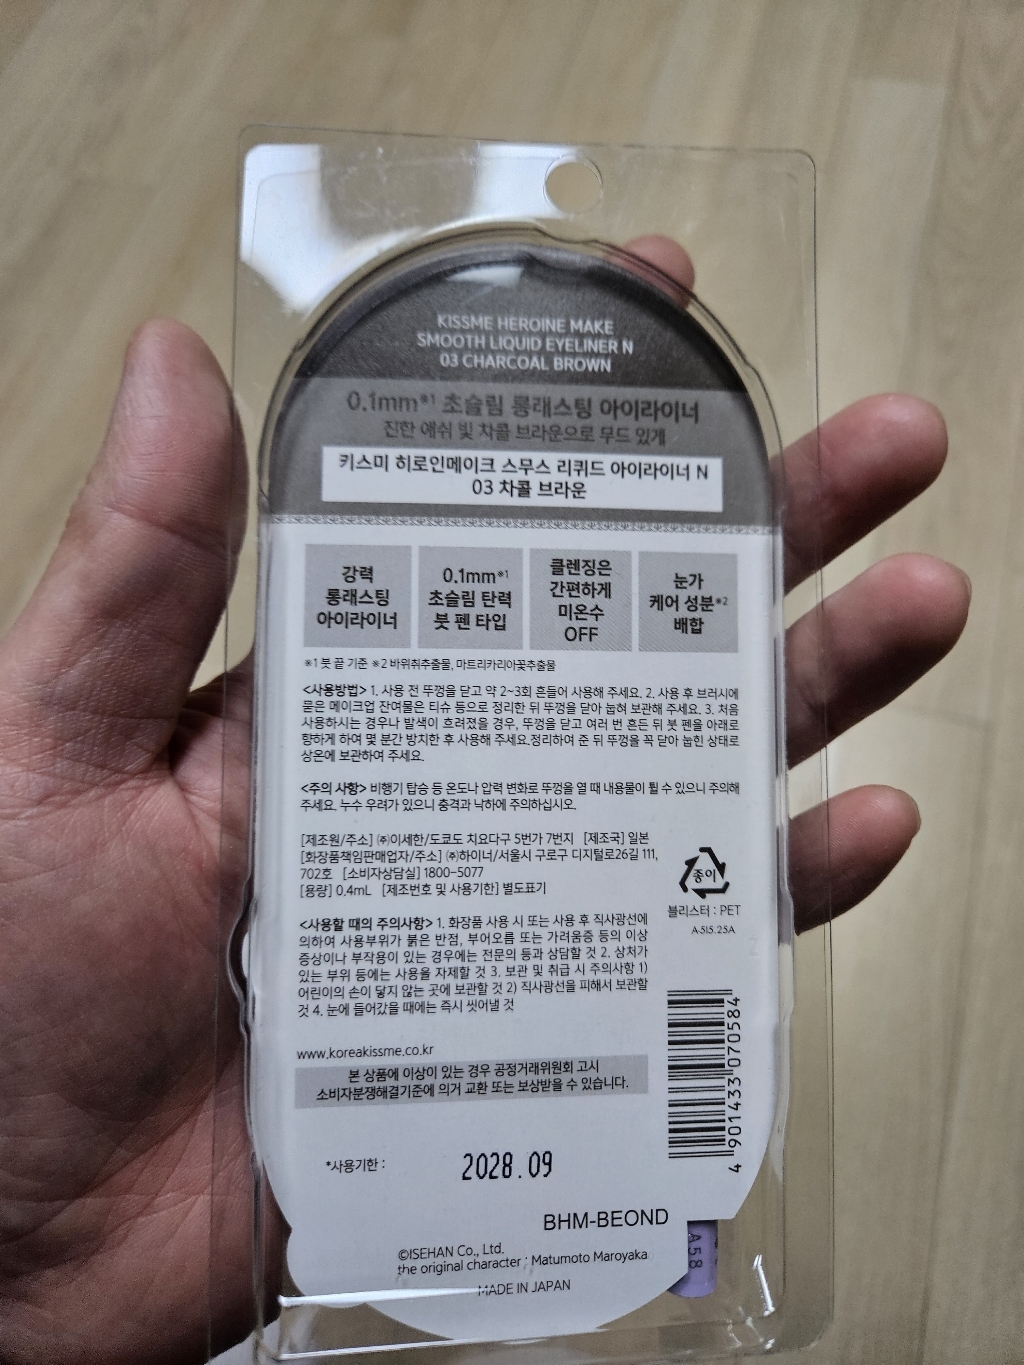 KISSME HEROINE MAKE
SMOOTH LIQUID EYELINER N
03 CHARCOAL BROWN
0.1mm※1 초슬림 롱래스팅 아이라이너
진한 애쉬 빛 차콜 브라운으로 무드 있게
키스미 히로인메이크 스무스 리퀴드 아이라이너 N
03 차콜 브라운
강력
롱래스팅
아이라이너
0.1mm※1
초슬림 탄력
붓 펜 타입
클렌징은
간편하게
미온수
OFF
눈가
케어 성분※2
배합
※1 붓 끝 기준 ※2 바위취추출물, 마트리카리아꽃추출물
<사용방법> 1. 사용 전 뚜껑을 닫고 약 2~3회 흔들어 사용해 주세요. 2. 사용 후 브러시에
묻은 메이크업 잔여물은 티슈 등으로 정리한 뒤 뚜껑을 닫아 눕혀 보관해 주세요. 3. 처음
사용하시는 경우나 발색이 흐려졌을 경우, 뚜껑을 닫고 여러 번 흔든 뒤 붓 펜을 아래로
향하게 하여 몇 분간 방치한 후 사용해 주세요.정리하여 준 뒤 뚜껑을 꼭 닫아 눕힌 상태로
상온에 보관하여 주세요.
<주의 사항> 비행기 탑승 등 온도나 압력 변화로 뚜껑을 열 때 내용물이 튈 수 있으니 주의해
주세요. 누수 우려가 있으니 충격과 낙하에 주의하십시오.
[제조원/주소] ㈜이세한/도쿄도 치요다구 5번가 7번지 [제조국] 일본
[화장품책임판매업자/주소] ㈜하이너/서울시 구로구 디지털로26길 111,
702호 [소비자상담실] 1800-5077
[용량] 0.4mL [제조번호 및 사용기한] 별도표기
종이
블리스터 : PET
A-515.25A
<사용할 때의 주의사항> 1. 화장품 사용 시 또는 사용 후 직사광선에
의하여 사용부위가 붉은 반점, 부어오름 또는 가려움증 등의 이상
증상이나 부작용이 있는 경우에는 전문의 등과 상담할 것 2. 상처가
있는 부위 등에는 사용을 자제할 것 3. 보관 및 취급 시 주의사항 1)
어린이의 손이 닿지 않는 곳에 보관할 것 2) 직사광선을 피해서 보관할
것 4. 눈에 들어갔을 때에는 즉시 씻어낼 것
www.koreakissme.co.kr
본 상품에 이상이 있는 경우 공정거래위원회 고시
소비자분쟁해결기준에 의거 교환 또는 보상받을 수 있습니다.
4 901433 070584
*사용기한 :
2028.09
BHM-BEOND
A58
©ISEHAN Co., Ltd.
the original character : Matumoto Maroyaka
MADE IN JAPAN